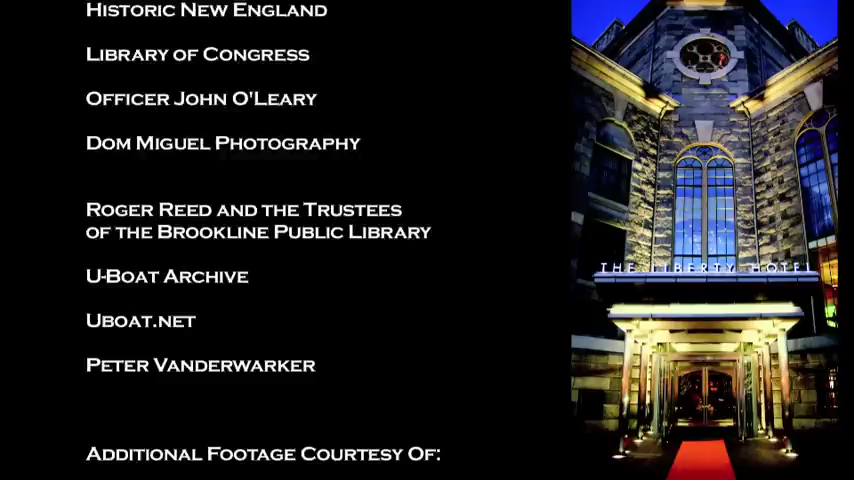 Historic New England
Library of Congress
Officer John O'Leary
Dom Miguel Photography
Roger Reed and the Trustees
of the Brookline Public Library
U-Boat Archive
Uboat.net
Peter Vanderwarker
Additional Footage Courtesy Of:
THE LIBERTY HOTEL